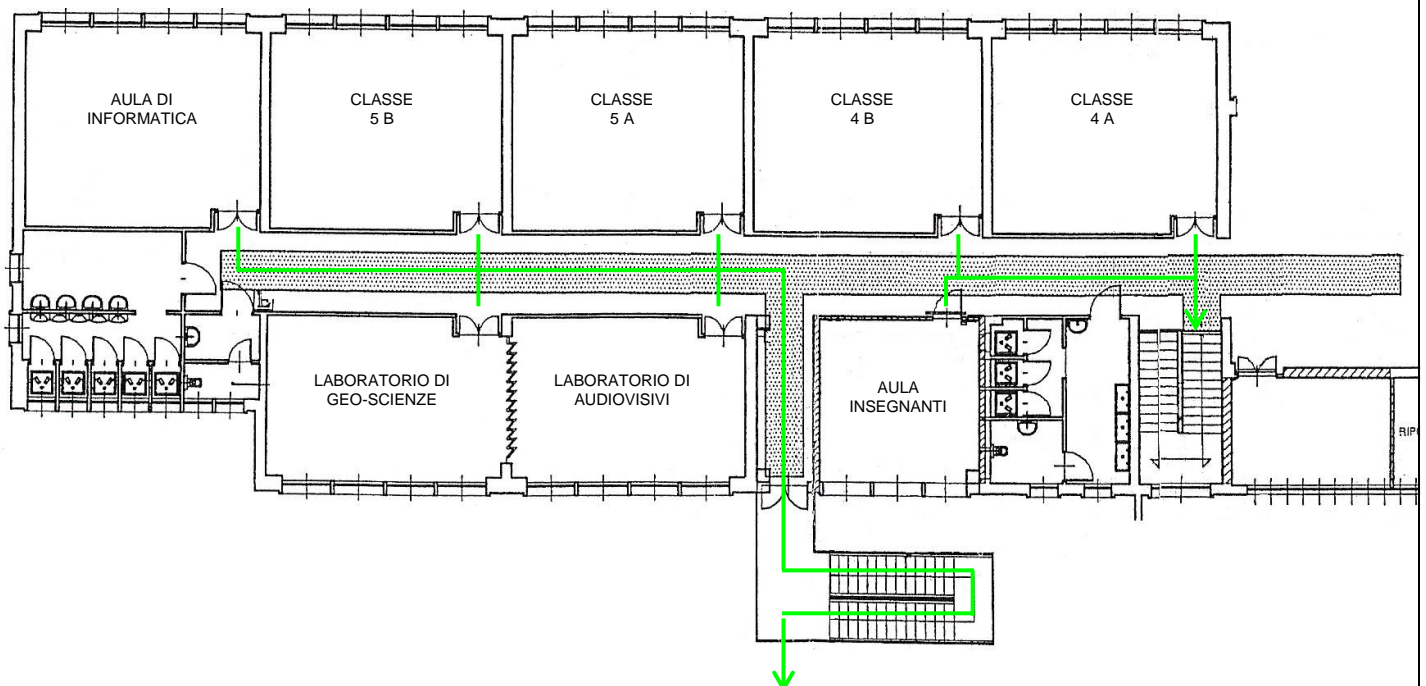 AULA DI
INFORMATICA
CLASSE
5 B
CLASSE
5 A
CLASSE
4 B
CLASSE
4 A
LABORATORIO DI
GEO-SCIENZE
LABORATORIO DI
AUDIOVISIVI
AULA
INSEGNANTI